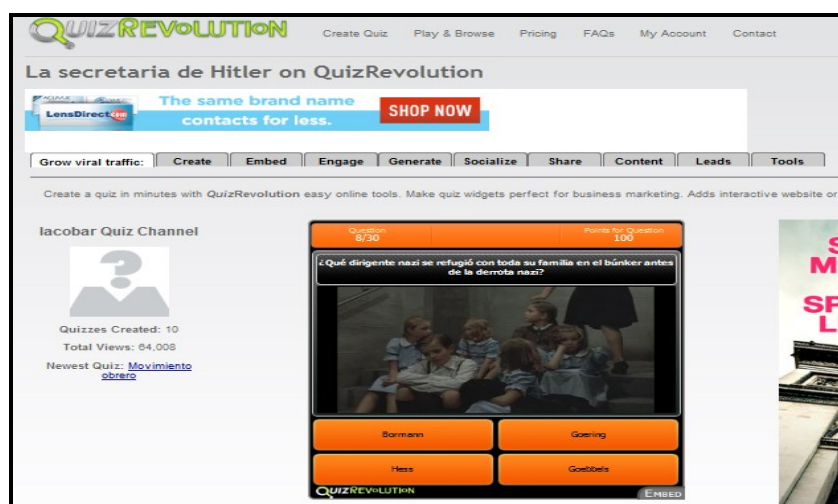 QUIZREVOLUTION
Create Quiz Play & Browse Pricing FAQs My Account Contact
La secretaria de Hitler on QuizRevolution
LensDirect.com
The same brand name
contacts for less.
SHOP NOW
Grow viral traffic: Create Embed Engage Generate Socialize Share Content Leads Tools
Create a quiz in minutes with QuizRevolution easy online tools. Make quiz widgets perfect for business marketing. Adds interactive website or
Iacobar Quiz Channel
Quizzes Created: 10
Total Views: 64,008
Newest Quiz: Movimiento
obrero
Question
8/30
Points for Question
100
¿Qué dirigente nazi se refugió con toda su familia en el búnker antes
de la derrota nazi?
Bormann
Goering
Hess
Goebbels
QUIZREVOLUTION
EMBED